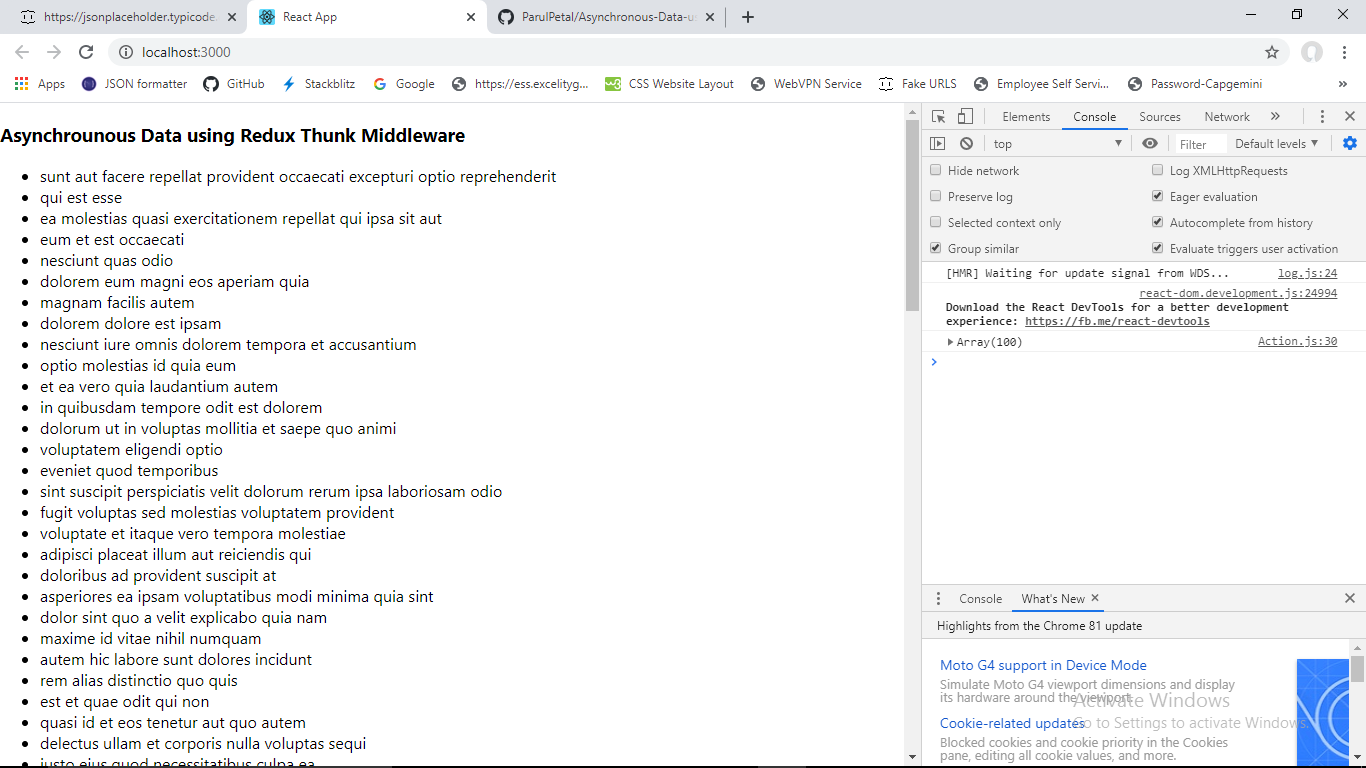 https://jsonplaceholder.typicode.
React App
ParulPetal/Asynchronous-Data-u
localhost:3000
Apps
JSON formatter
GitHub
Stackblitz
Google
https://ess.excelityg...
CSS Website Layout
WebVPN Service
Fake URLS
Employee Self Servi...
Password-Capgemini
»
Asynchrounous Data using Redux Thunk Middleware
• sunt aut facere repellat provident occaecati excepturi optio reprehenderit
• qui est esse
• ea molestias quasi exercitationem repellat qui ipsa sit aut
• eum et est occaecati
• nesciunt quas odio
• dolorem eum magni eos aperiam quia
• magnam facilis autem
• dolorem dolore est ipsam
• nesciunt iure omnis dolorem tempora et accusantium
• optio molestias id quia eum
• et ea vero quia laudantium autem
• in quibusdam tempore odit est dolorem
• dolorum ut in voluptas mollitia et saepe quo animi
• voluptatem eligendi optio
• eveniet quod temporibus
• sint suscipit perspiciatis velit dolorum rerum ipsa laboriosam odio
• fugit voluptas sed molestias voluptatem provident
• voluptate et itaque vero tempora molestiae
• adipisci placeat illum aut reiciendis qui
• doloribus ad provident suscipit at
• asperiores ea ipsam voluptatibus modi minima quia sint
• dolor sint quo a velit explicabo quia nam
• maxime id vitae nihil numquam
• autem hic labore sunt dolores incidunt
• rem alias distinctio quo quis
• est et quae odit qui non
• quasi id et eos tenetur aut quo autem
• delectus ullam et corporis nulla voluptas sequi
• iusto eius quod necessitatibus culpa ea
Elements
Console
Sources
Network
»
top
Filter
Default levels
Hide network
Log XMLHttpRequests
Preserve log
Eager evaluation
Selected context only
Autocomplete from history
Group similar
Evaluate triggers user activation
[HMR] Waiting for update signal from WDS...
log.js:24
react-dom.development.js:24994
Download the React DevTools for a better development
experience: https://fb.me/react-devtools
Array(100)
Action.js:30
Console
What's New
Highlights from the Chrome 81 update
Moto G4 support in Device Mode
Simulate Moto G4 viewport dimensions and display
its hardware around the viewport.
Activate Windows
Cookie-related updates
Go to Settings to activate Windows.
Blocked cookies and cookie priority in the Cookies
pane, editing all cookie values, and more.